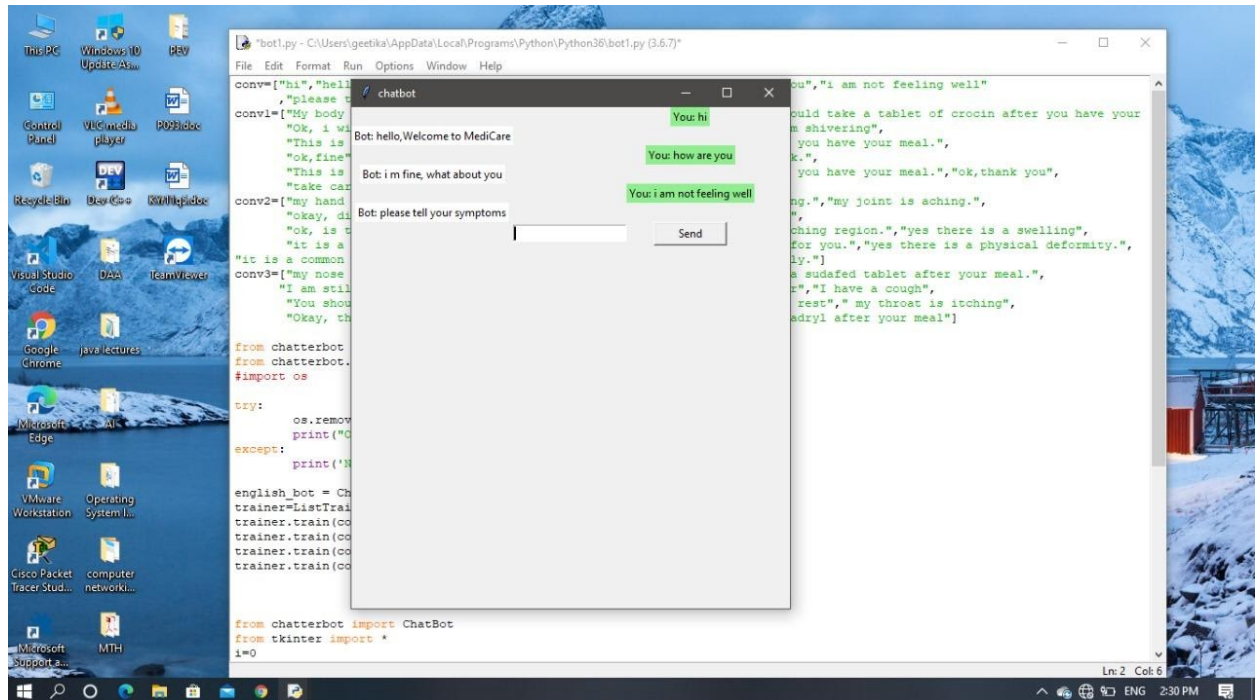 This PC
Windows 10
Update As...
PEV
Control
Panel
VLC media
player
P093.doc
Recycle Bin
Dev-C++
Visual Studio
Code
DAA
TeamViewer
Google
Chrome
java lectures
Microsoft
Edge
AI
VMware
Workstation
Operating
System l...
Cisco Packet
Tracer Stud...
computer
networki...
Microsoft
Support a...
MTH
*bot1.py - C:\Users\geetika\AppData\Local\Programs\Python\Python36\bot1.py (3.6.7)*
File Edit Format Run Options Window Help
conv=["hi","hell ou","i am not feeling well"
,"please t
conv1=["My body ould take a tablet of crocin after you have your
"Ok, i wi m shivering",
"This is you have your meal.",
"ok,fine" k.",
"This is you have your meal.","ok,thank you",
"take car
conv2=["my hand ng.","my joint is aching.",
"okay, di ",
"ok, is t ching region.","yes there is a swelling",
"it is a for you.","yes there is a physical deformity.",
"it is a common ly."]
conv3=["my nose a sudafed tablet after your meal.",
"I am stil r","I have a cough",
"You shou rest"," my throat is itching",
"Okay, th adryl after your meal"]
from chatterbot
from chatterbot.
#import os
try:
os.remov
print("O
except:
print('N
english_bot = Ch
trainer=ListTrai
trainer.train(co
trainer.train(co
trainer.train(co
trainer.train(co
from chatterbot import ChatBot
from tkinter import *
i=0
Ln: 2 Col: 6
chatbot
You: hi
Bot: hello,Welcome to MediCare
You: how are you
Bot: i m fine, what about you
You: i am not feeling well
Bot: please tell your symptoms
Send
ENG 2:30 PM